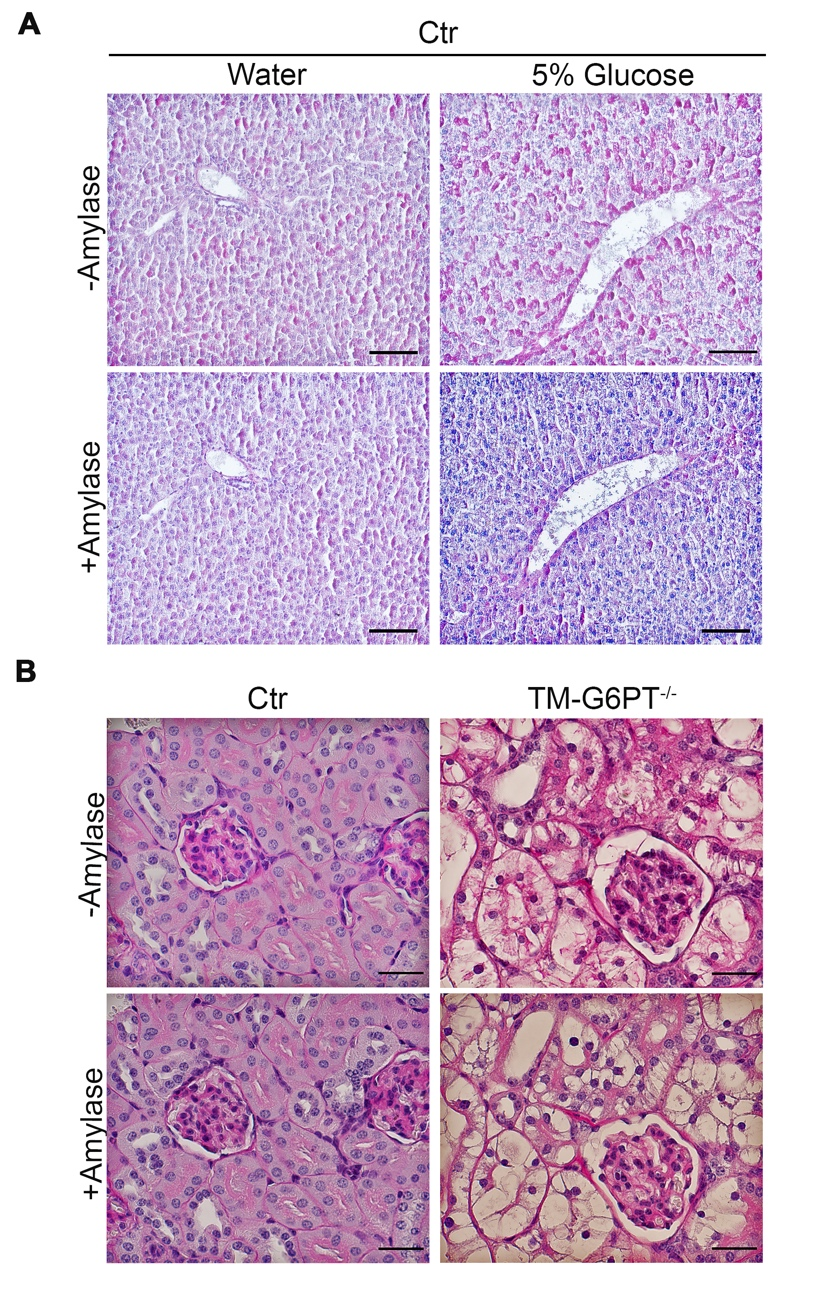 A
Ctr
Water 5% Glucose
-Amylase
+Amylase
B
Ctr TM-G6PT-/-
-Amylase
+Amylase